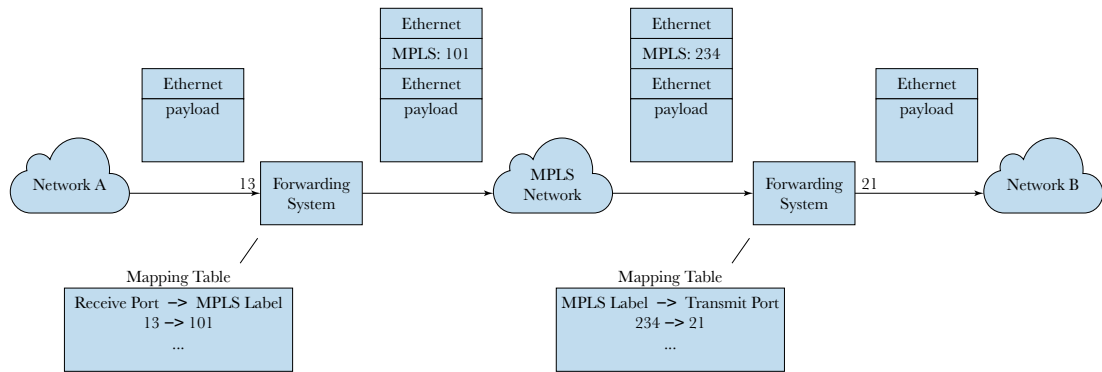 Ethernet
MPLS: 101
Ethernet
payload
Ethernet
MPLS: 234
Ethernet
payload
Ethernet
payload
Ethernet
payload
Network A
13
Forwarding
System
MPLS
Network
Forwarding
System
21
Network B
Mapping Table
Receive Port –> MPLS Label
13 –> 101
...
Mapping Table
MPLS Label –> Transmit Port
234 –> 21
...